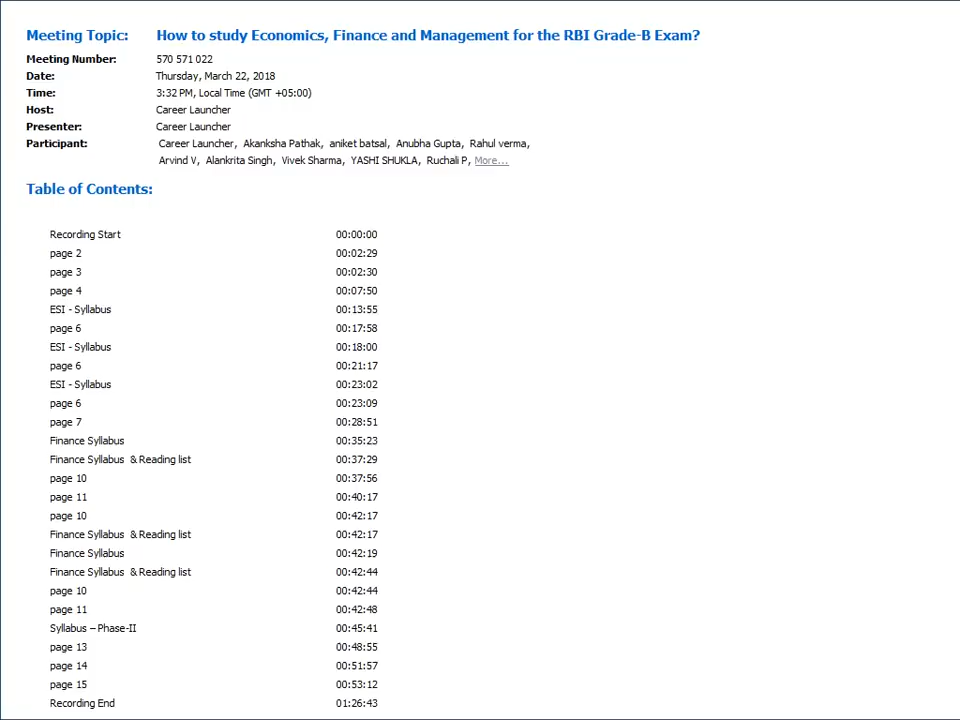 Meeting Topic: How to study Economics, Finance and Management for the RBI Grade-B Exam?
Meeting Number: 570 571 022
Date: Thursday, March 22, 2018
Time: 3:32 PM, Local Time (GMT +05:00)
Host: Career Launcher
Presenter: Career Launcher
Participant: Career Launcher, Akanksha Pathak, aniket batsal, Anubha Gupta, Rahul verma,
Arvind V, Alankrita Singh, Vivek Sharma, YASHI SHUKLA, Ruchali P, More...
Table of Contents:
Recording Start 00:00:00
page 2 00:02:29
page 3 00:02:30
page 4 00:07:50
ESI - Syllabus 00:13:55
page 6 00:17:58
ESI - Syllabus 00:18:00
page 6 00:21:17
ESI - Syllabus 00:23:02
page 6 00:23:09
page 7 00:28:51
Finance Syllabus 00:35:23
Finance Syllabus & Reading list 00:37:29
page 10 00:37:56
page 11 00:40:17
page 10 00:42:17
Finance Syllabus & Reading list 00:42:17
Finance Syllabus 00:42:19
Finance Syllabus & Reading list 00:42:44
page 10 00:42:44
page 11 00:42:48
Syllabus – Phase-II 00:45:41
page 13 00:48:55
page 14 00:51:57
page 15 00:53:12
Recording End 01:26:43